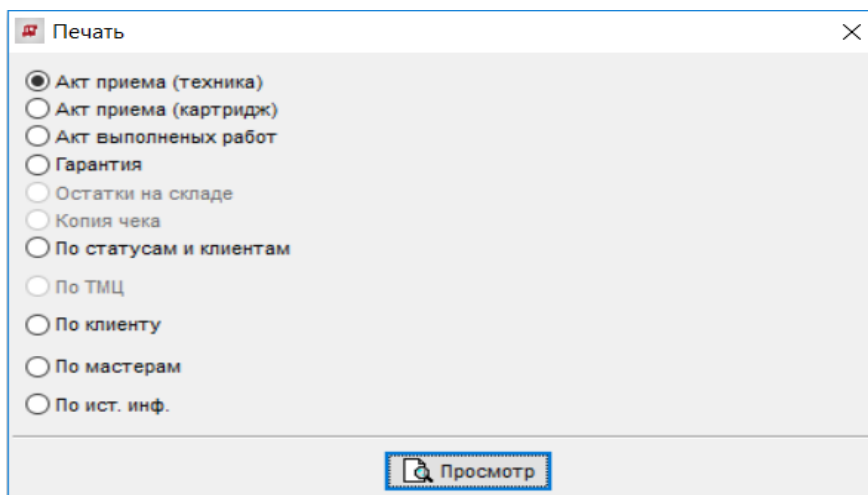 Печать
Акт приема (техника)
Акт приема (картридж)
Акт выполненых работ
Гарантия
Остатки на складе
Копия чека
По статусам и клиентам
По ТМЦ
По клиенту
По мастерам
По ист. инф.
Просмотр